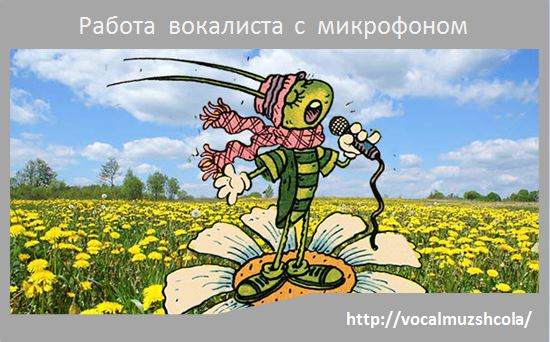 Работа вокалиста с микрофоном
http://vocalmuzshcola/